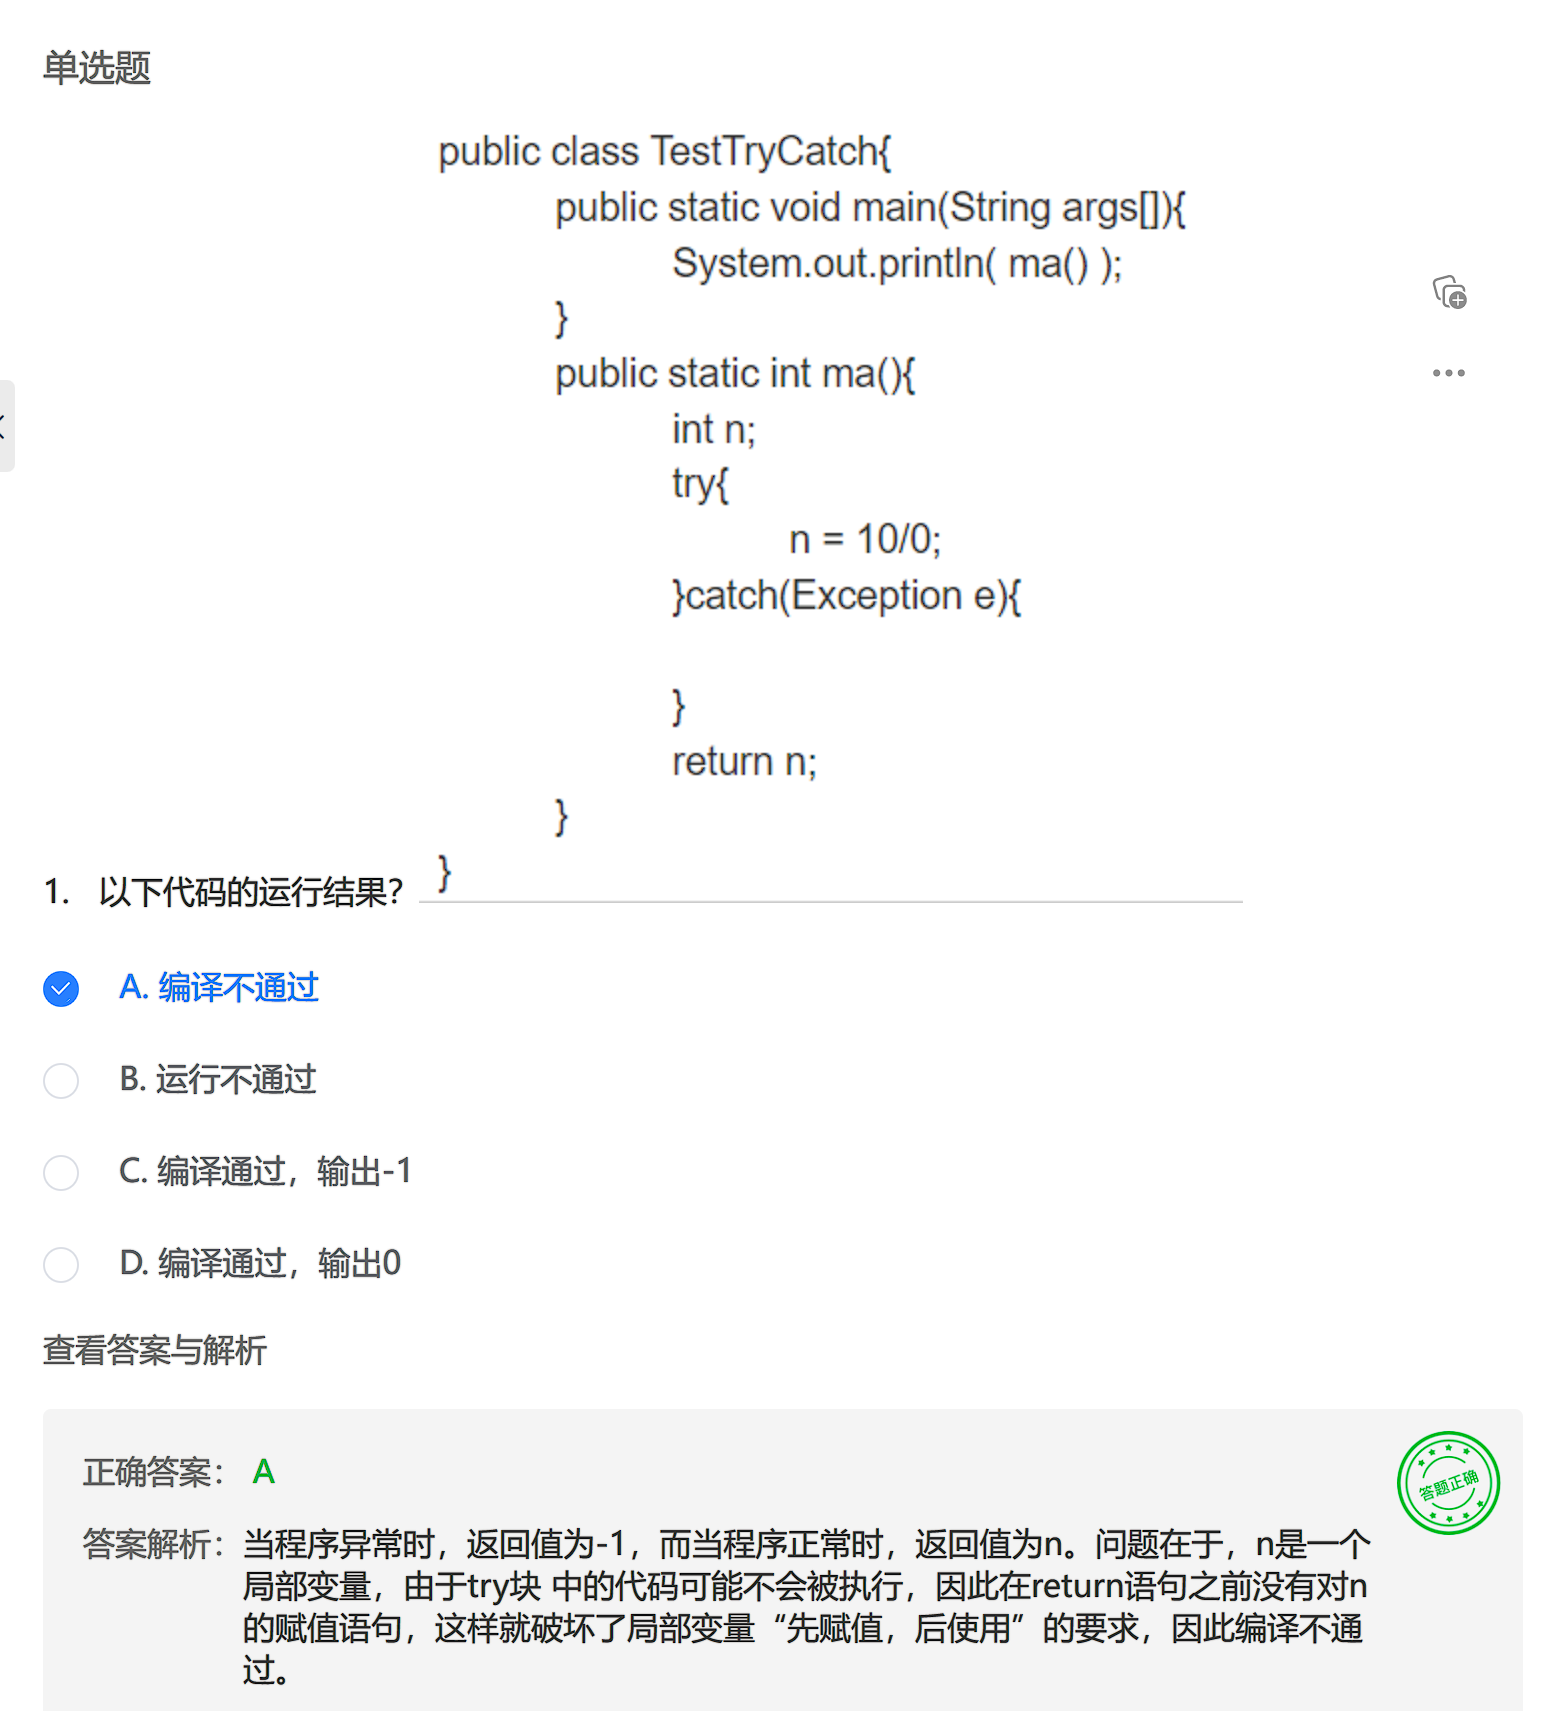 单选题
public class TestTryCatch{
public static void main(String args[]){
System.out.println( ma() );
}
public static int ma(){
int n;
try{
n = 10/0;
}catch(Exception e){
}
return n;
}
}
1. 以下代码的运行结果?
A. 编译不通过
B. 运行不通过
C. 编译通过，输出-1
D. 编译通过，输出0
查看答案与解析
正确答案： A
答题正确
答案解析：当程序异常时，返回值为-1，而当程序正常时，返回值为n。问题在于，n是一个
局部变量，由于try块 中的代码可能不会被执行，因此在return语句之前没有对n
的赋值语句，这样就破坏了局部变量“先赋值，后使用”的要求，因此编译不通
过。